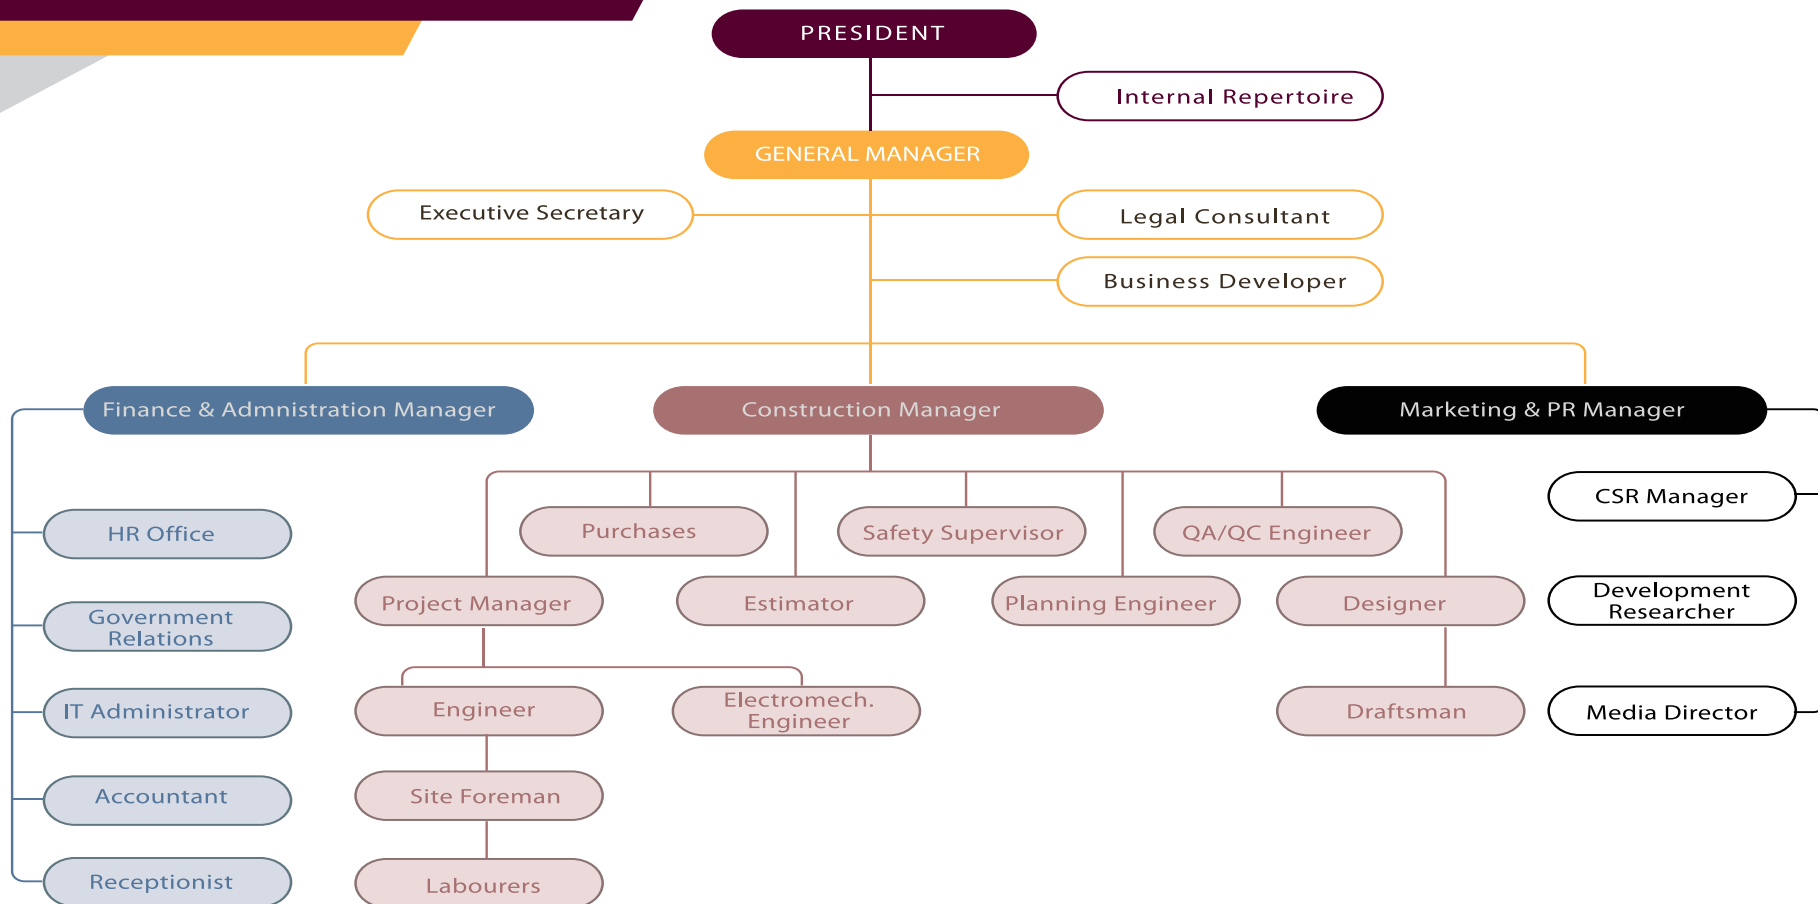 PRESIDENT
Internal Repertoire
GENERAL MANAGER
Executive Secretary
Legal Consultant
Business Developer
Finance & Admnistration Manager
Construction Manager
Marketing & PR Manager
CSR Manager
HR Office
Purchases
Safety Supervisor
QA/QC Engineer
Project Manager
Estimator
Planning Engineer
Designer
Development
Researcher
Government
Relations
IT Administrator
Engineer
Electromech.
Engineer
Draftsman
Media Director
Accountant
Site Foreman
Receptionist
Labourers